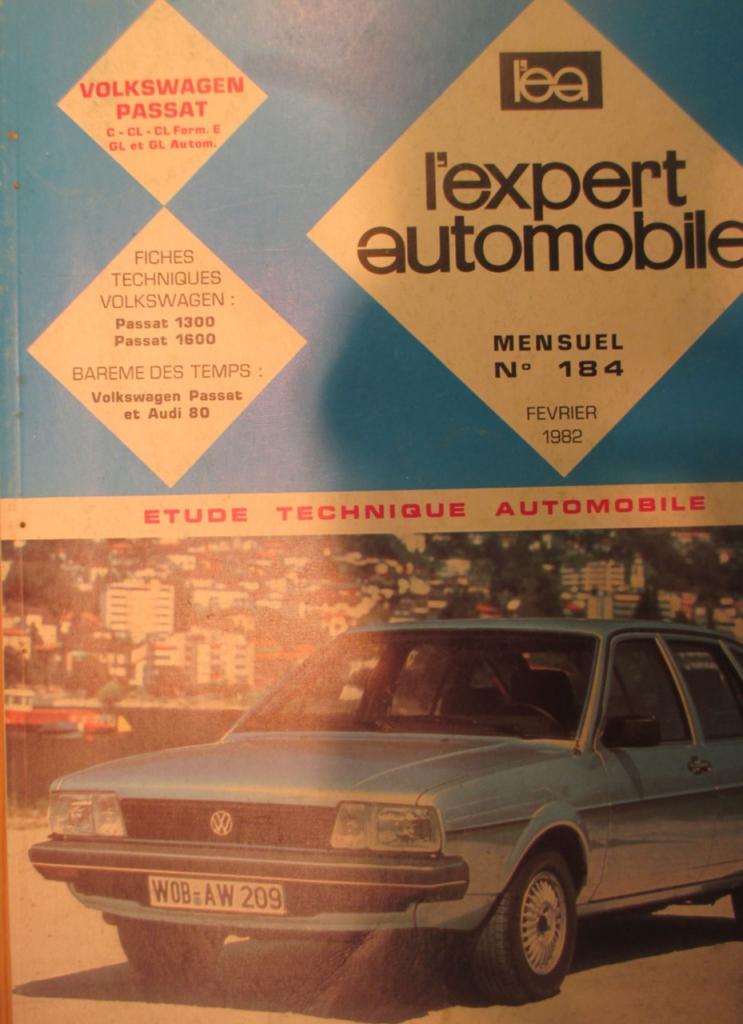 VOLKSWAGEN
PASSAT
C - CL - CL Form. E
GL et GL Autom.
l'ea
l'expert
automobile
MENSUEL
N° 184
FEVRIER
1982
FICHES
TECHNIQUES
VOLKSWAGEN :
Passat 1300
Passat 1600
BAREME DES TEMPS :
Volkswagen Passat
et Audi 80
ETUDE TECHNIQUE AUTOMOBILE
WOB-AW 209